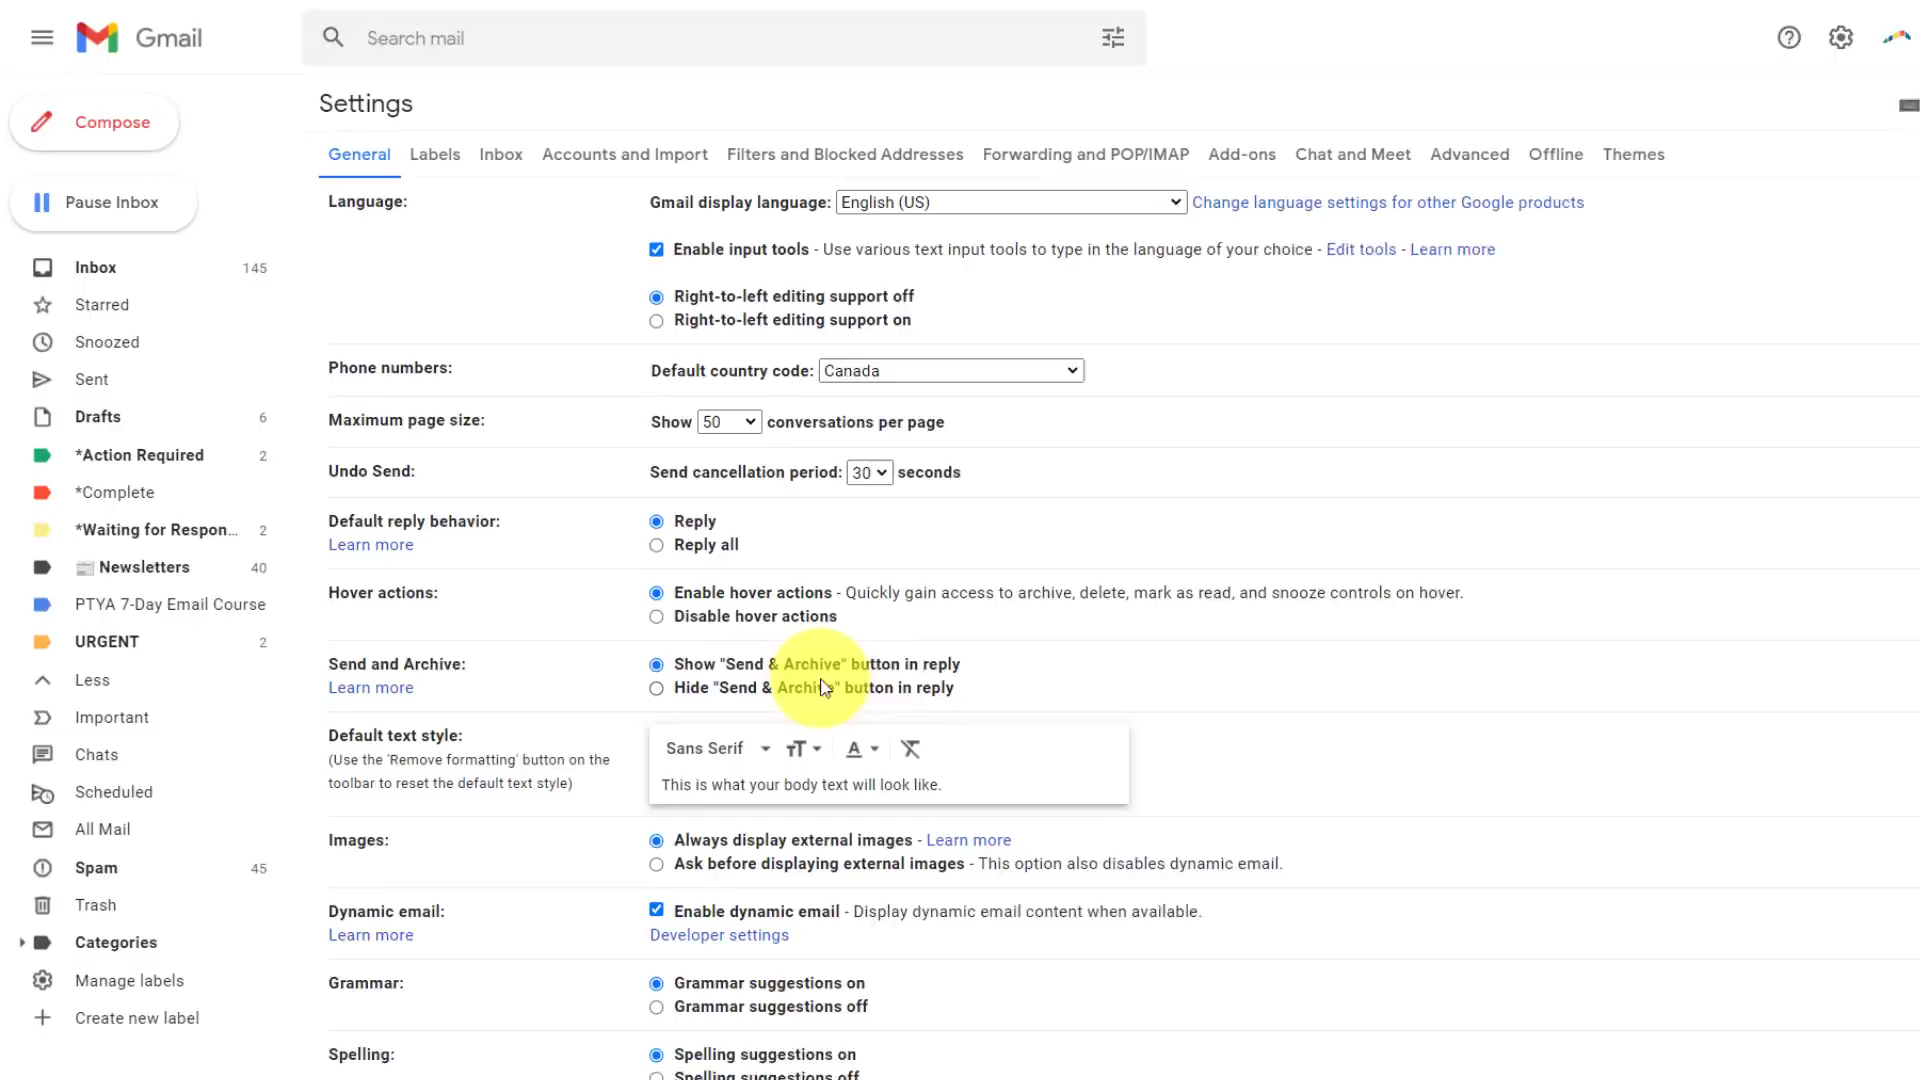 Gmail
Search mail
Compose
Pause Inbox
Inbox 145
Starred
Snoozed
Sent
Drafts 6
*Action Required 2
*Complete
*Waiting for Respon... 2
Newsletters 40
PTYA 7-Day Email Course
URGENT 2
Less
Important
Chats
Scheduled
All Mail
Spam 45
Trash
Categories
Manage labels
Create new label
Settings
General Labels Inbox Accounts and Import Filters and Blocked Addresses Forwarding and POP/IMAP Add-ons Chat and Meet Advanced Offline Themes
Language: Gmail display language: English (US) Change language settings for other Google products
Enable input tools - Use various text input tools to type in the language of your choice - Edit tools - Learn more
Right-to-left editing support off
Right-to-left editing support on
Phone numbers: Default country code: Canada
Maximum page size: Show 50 conversations per page
Undo Send: Send cancellation period: 30 seconds
Default reply behavior: Reply
Learn more Reply all
Hover actions: Enable hover actions - Quickly gain access to archive, delete, mark as read, and snooze controls on hover.
Disable hover actions
Send and Archive: Show "Send & Archive" button in reply
Learn more Hide "Send & Archive" button in reply
Default text style: Sans Serif
(Use the 'Remove formatting' button on the
toolbar to reset the default text style)
This is what your body text will look like.
Images: Always display external images - Learn more
Ask before displaying external images - This option also disables dynamic email.
Dynamic email: Enable dynamic email - Display dynamic email content when available.
Learn more Developer settings
Grammar: Grammar suggestions on
Grammar suggestions off
Spelling: Spelling suggestions on
Spelling suggestions off